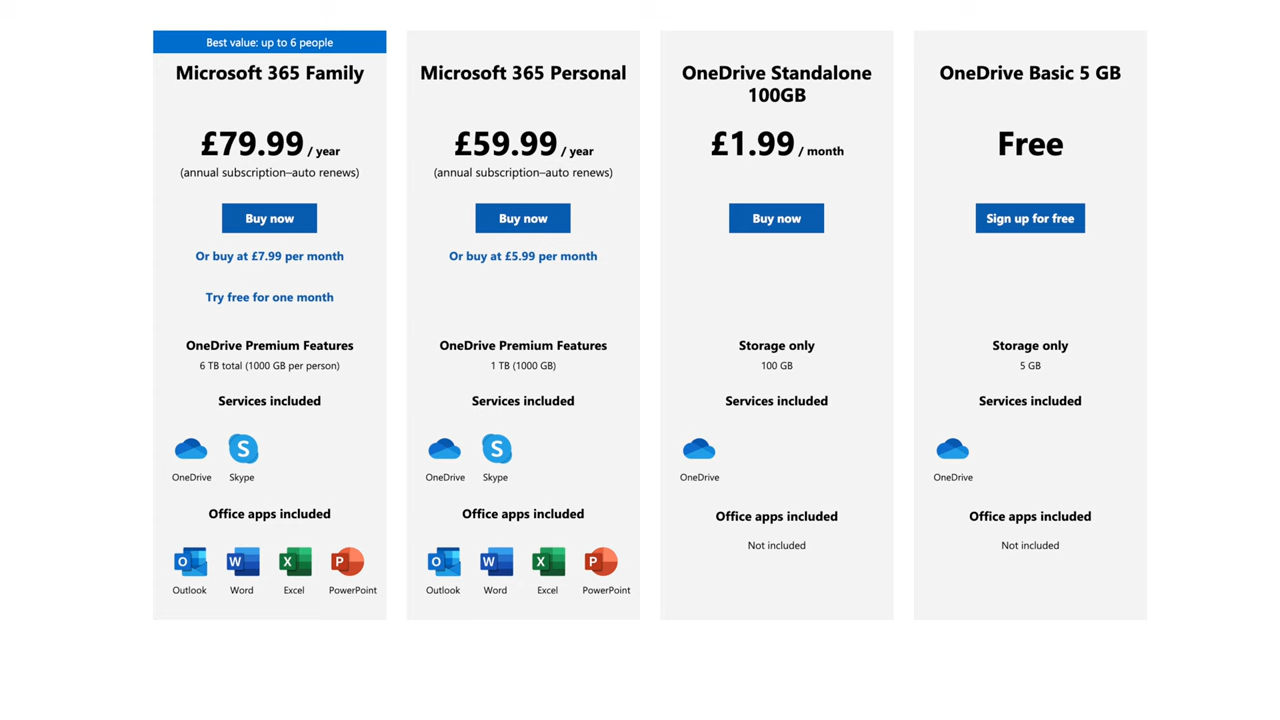 Best value: up to 6 people
Microsoft 365 Family
£79.99 / year
(annual subscription–auto renews)
Buy now
Or buy at £7.99 per month
Try free for one month
OneDrive Premium Features
6 TB total (1000 GB per person)
Services included
OneDrive Skype
Office apps included
O W X P
Outlook Word Excel PowerPoint
Microsoft 365 Personal
£59.99 / year
(annual subscription–auto renews)
Buy now
Or buy at £5.99 per month
OneDrive Premium Features
1 TB (1000 GB)
Services included
OneDrive Skype
Office apps included
O W X P
Outlook Word Excel PowerPoint
OneDrive Standalone
100GB
£1.99 / month
Buy now
Storage only
100 GB
Services included
OneDrive
Office apps included
Not included
OneDrive Basic 5 GB
Free
Sign up for free
Storage only
5 GB
Services included
OneDrive
Office apps included
Not included